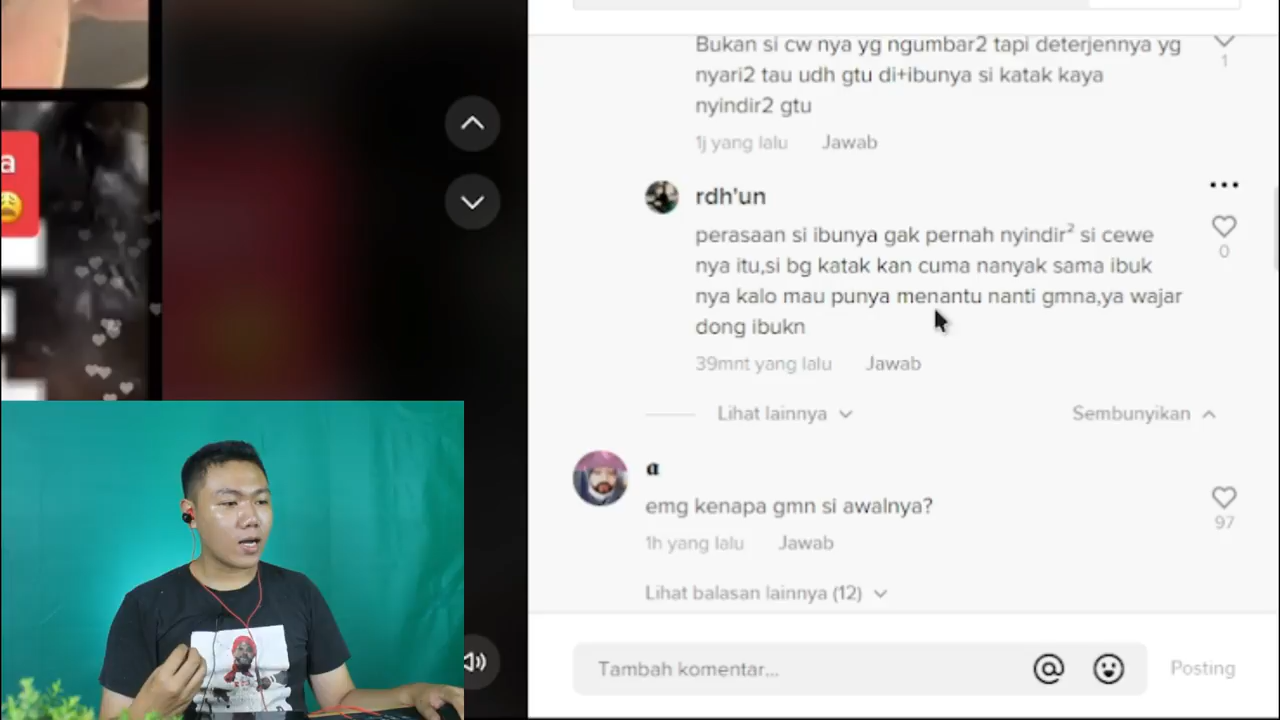 Bukan si cw nya yg ngumbar2 tapi deterjennya yg
nyari2 tau udh gtu di+ibunya si katak kaya
nyindir2 gtu
1
1j yang lalu Jawab
a
rdh'un
perasaan si ibunya gak pernah nyindir² si cewe
nya itu,si bg katak kan cuma nanyak sama ibuk
nya kalo mau punya menantu nanti gmna,ya wajar
dong ibukn
0
39mnt yang lalu Jawab
Lihat lainnya Sembunyikan
a
emg kenapa gmn si awalnya?
97
1h yang lalu Jawab
Lihat balasan lainnya (12)
Tambah komentar... @ Posting